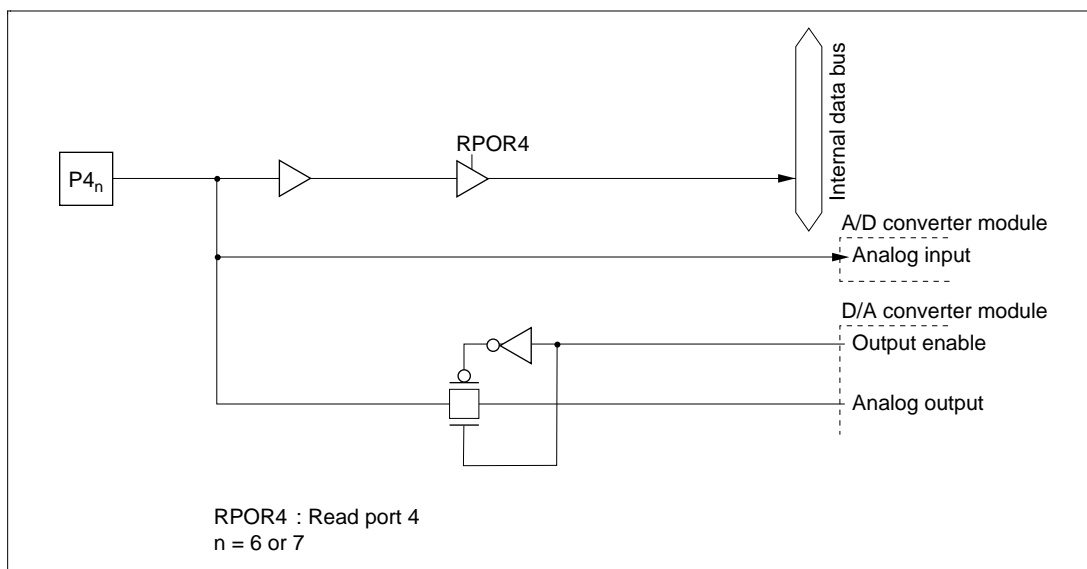 RPOR4
P4n
Internal data bus
A/D converter module
Analog input
D/A converter module
Output enable
Analog output
RPOR4 : Read port 4
n = 6 or 7